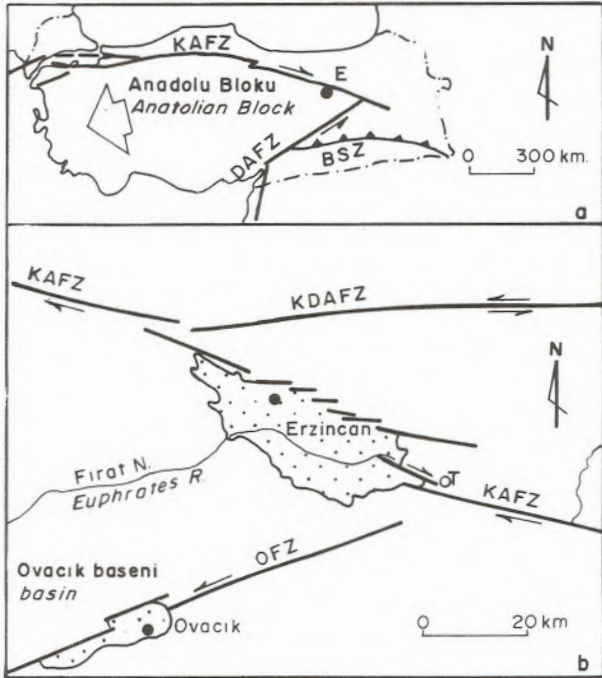 KAFZ
E
N
Anadolu Bloku
Anatolian Block
DAFZ
BSZ
0 300 km.
a
KAFZ
KDAFZ
N
Erzincan
Fırat N.
Euphrates R.
OT
KAFZ
OFZ
Ovacık baseni
basin
Ovacık
0 20 km
b